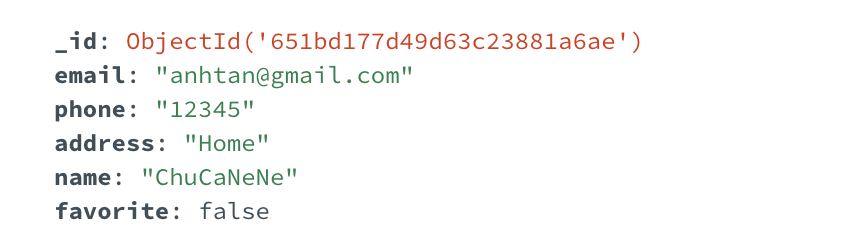 _id: ObjectId('651bd177d49d63c23881a6ae')
email: "anhtan@gmail.com"
phone: "12345"
address: "Home"
name: "ChuCaNeNe"
favorite: false